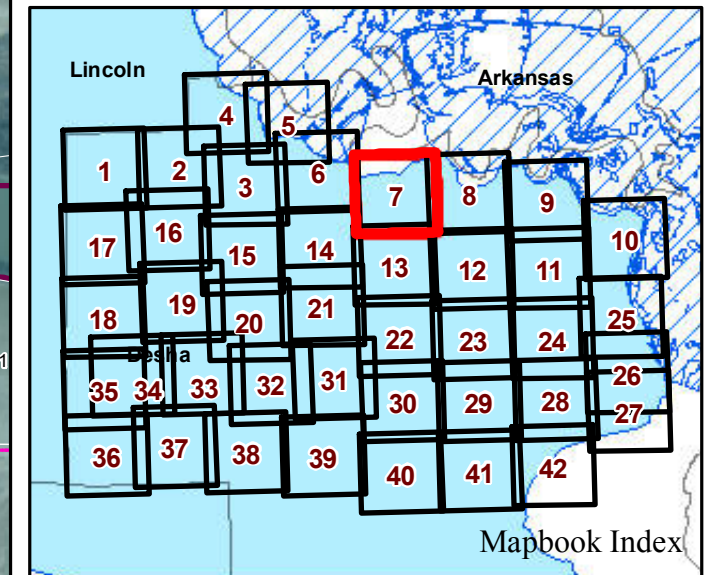 Lincoln
Arkansas
4
5
1 2 3 6 7 8 9
17 16 15 14 13 12 11 10
18 19 20 21 22 23 24 25
Desha
35 34 33 32 31 30 29 28 26
27
36 37 38 39 40 41 42
Mapbook Index
1